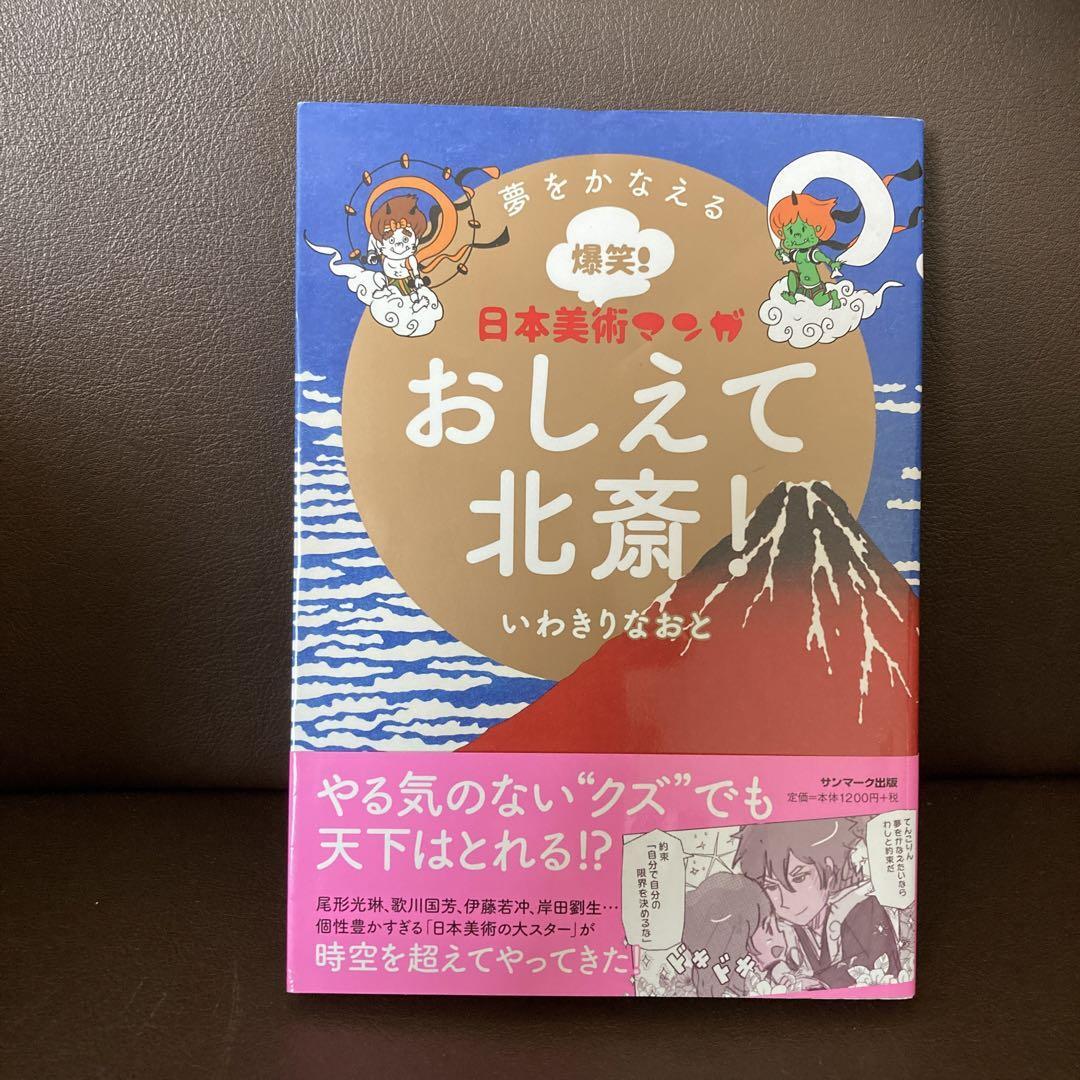 夢をかなえる
爆笑!
日本美術マンガ
おしえて
北斎!
いわきりなおと
やる気のない“クズ”でも
天下はとれる!?
サンマーク出版
定価=本体1200円+税
尾形光琳、歌川国芳、伊藤若冲、岸田劉生…
個性豊かすぎる「日本美術の大スター」が
時空を超えてやってきた!
てんこりん
夢をかなえたいなら
わしと約束だ
約束
「自分で自分の
限界を決めるな」
ドキドキ